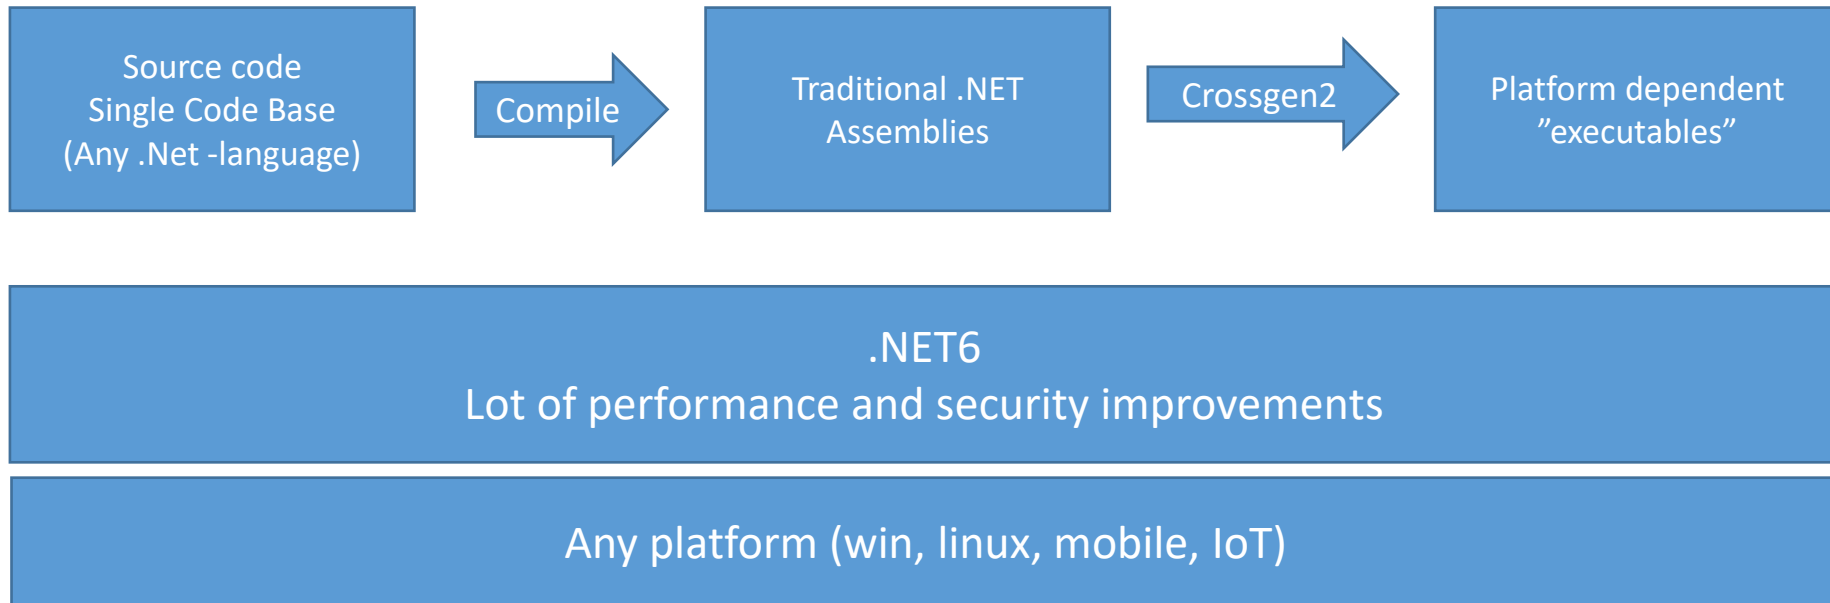 Source code
Single Code Base
(Any .Net -language)
Compile
Traditional .NET
Assemblies
Crossgen2
Platform dependent
”executables”
.NET6
Lot of performance and security improvements
Any platform (win, linux, mobile, IoT)